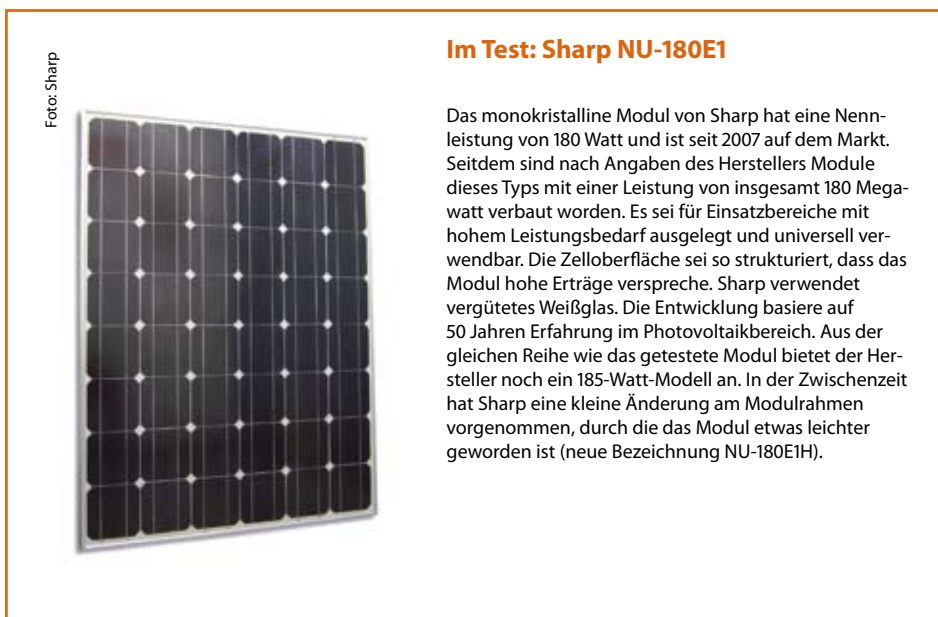 Foto: Sharp
Im Test: Sharp NU-180E1
Das monokristalline Modul von Sharp hat eine Nenn-
leistung von 180 Watt und ist seit 2007 auf dem Markt.
Seitdem sind nach Angaben des Herstellers Module
dieses Typs mit einer Leistung von insgesamt 180 Mega-
watt verbaut worden. Es sei für Einsatzbereiche mit
hohem Leistungsbedarf ausgelegt und universell ver-
wendbar. Die Zelloberfläche sei so strukturiert, dass das
Modul hohe Erträge verspreche. Sharp verwendet
vergütetes Weißglas. Die Entwicklung basiere auf
50 Jahren Erfahrung im Photovoltaikbereich. Aus der
gleichen Reihe wie das getestete Modul bietet der Her-
steller noch ein 185-Watt-Modell an. In der Zwischenzeit
hat Sharp eine kleine Änderung am Modulrahmen
vorgenommen, durch die das Modul etwas leichter
geworden ist (neue Bezeichnung NU-180E1H).